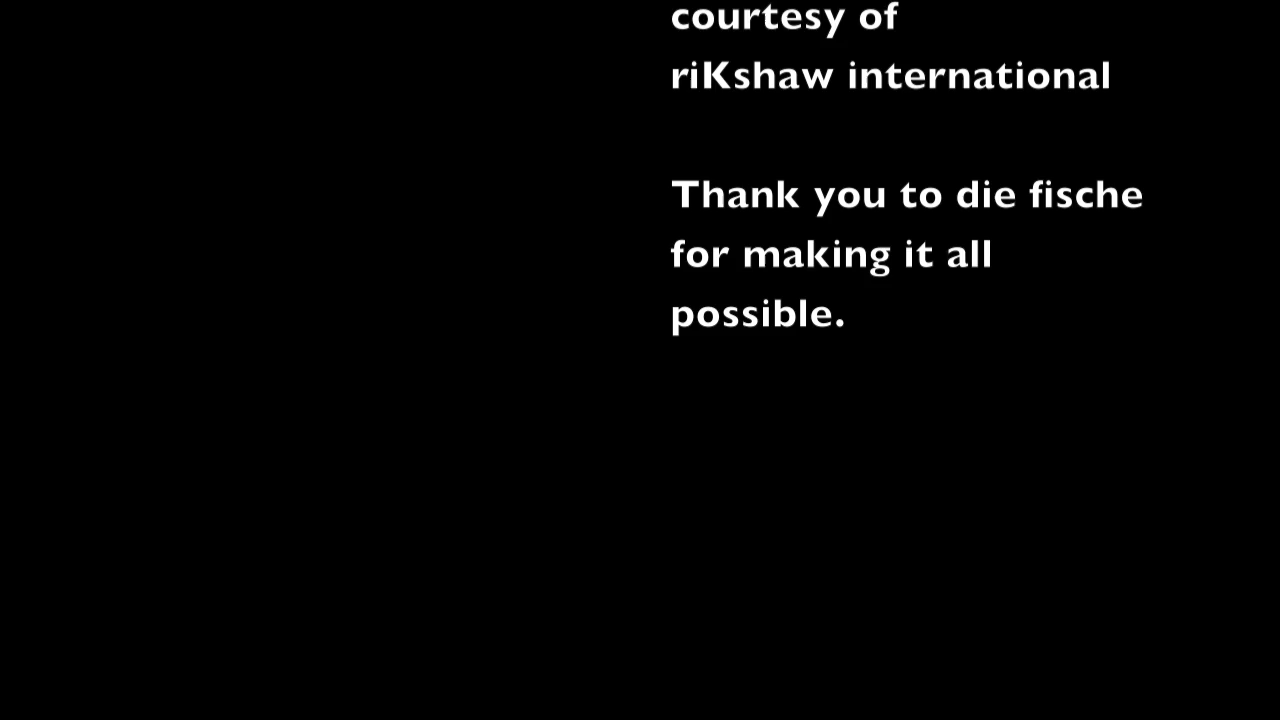 courtesy of
riKshaw international
Thank you to die fische
for making it all
possible.